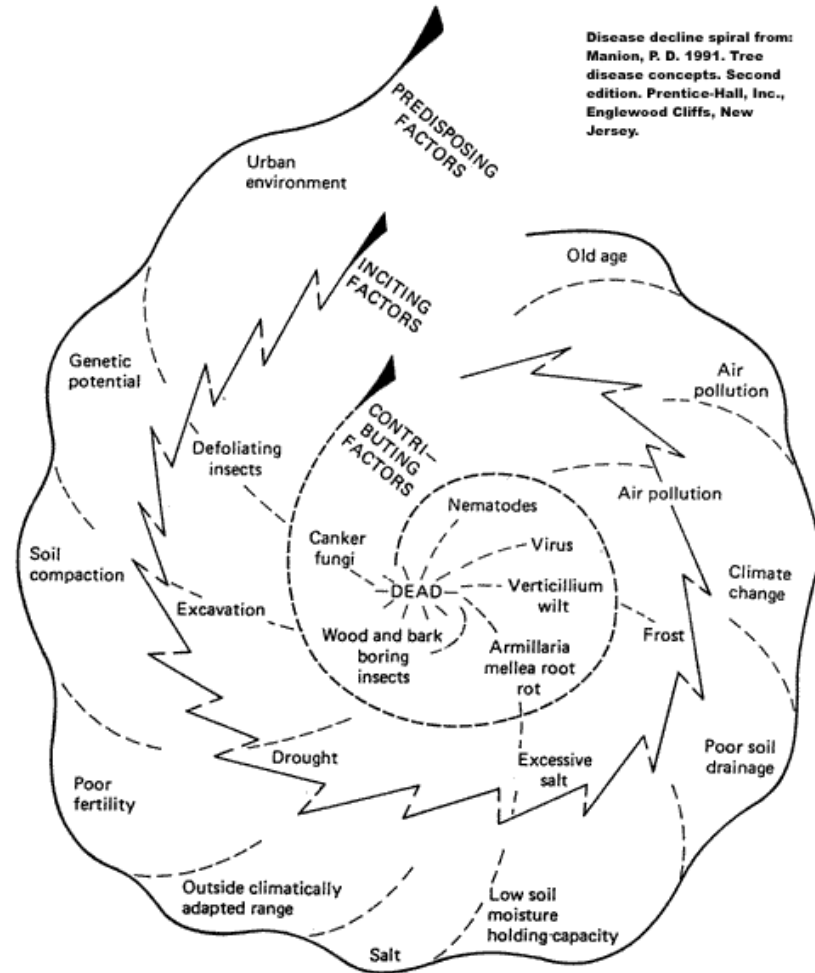 Disease decline spiral from:
Manion, P. D. 1991. Tree
disease concepts. Second
edition. Prentice-Hall, Inc.,
Englewood Cliffs, New
Jersey.
PREDISPOSING
FACTORS
Urban
environment
INCITING
FACTORS
Old age
Genetic
potential
Air
pollution
CONTRI-
BUTING
FACTORS
Defoliating
insects
Air pollution
Nematodes
Canker
fungi
Virus
Soil
compaction
Climate
change
DEAD
Verticillium
wilt
Excavation
Wood and bark
boring
insects
Armillaria
mellea root
rot
Frost
Drought
Excessive
salt
Poor soil
drainage
Poor
fertility
Outside climatically
adapted range
Low soil
moisture
holding-capacity
Salt